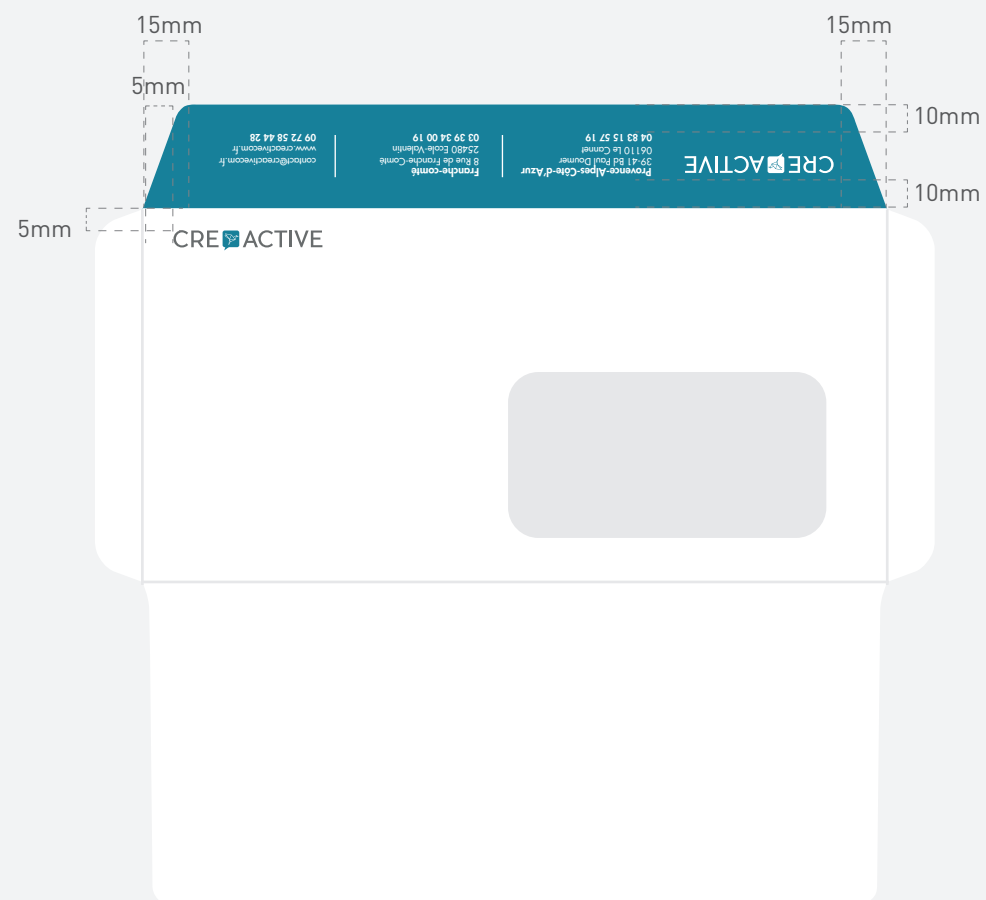 15mm
15mm
5mm
10mm
10mm
5mm
CREACTIVE
Provence-Alpes-Côte-d'Azur
39-41 Bd Paul Doumer
06110 Le Cannet
04 83 15 57 19
Franche-comté
8 Rue de Franche-Comté
25480 Ecole-Valentin
03 39 34 00 19
contact@creactivecom.fr.
www.creactivecom.fr.
09 72 58 44 28
CREACTIVE